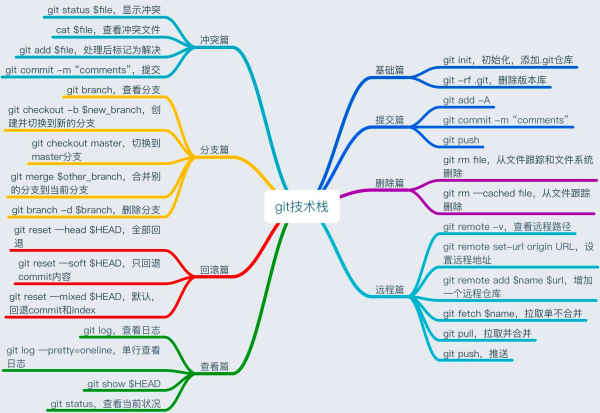 git技术栈
冲突篇
git status $file，显示冲突
cat $file，查看冲突文件
git add $file，处理后标记为解决
git commit -m “comments”，提交
分支篇
git branch，查看分支
git checkout -b $new_branch，创
建并切换到新的分支
git checkout master，切换到
master分支
git merge $other_branch，合并别
的分支到当前分支
git branch -d $branch，删除分支
回滚篇
git reset —head $HEAD，全部回
退
git reset —soft $HEAD，只回退
commit内容
git reset —mixed $HEAD，默认，
回退commit和index
查看篇
git log，查看日志
git log —pretty=oneline，单行查看
日志
git show $HEAD
git status，查看当前状况
基础篇
git init，初始化，添加.git仓库
git -rf .git，删除版本库
提交篇
git add -A
git commit -m “comments”
git push
删除篇
git rm file，从文件跟踪和文件系统
删除
git rm —cached file，从文件跟踪
删除
远程篇
git remote -v，查看远程路径
git remote set-url origin URL，设
置远程地址
git remote add $name $url，增加
一个远程仓库
git fetch $name，拉取单不合并
git pull，拉取并合并
git push，推送